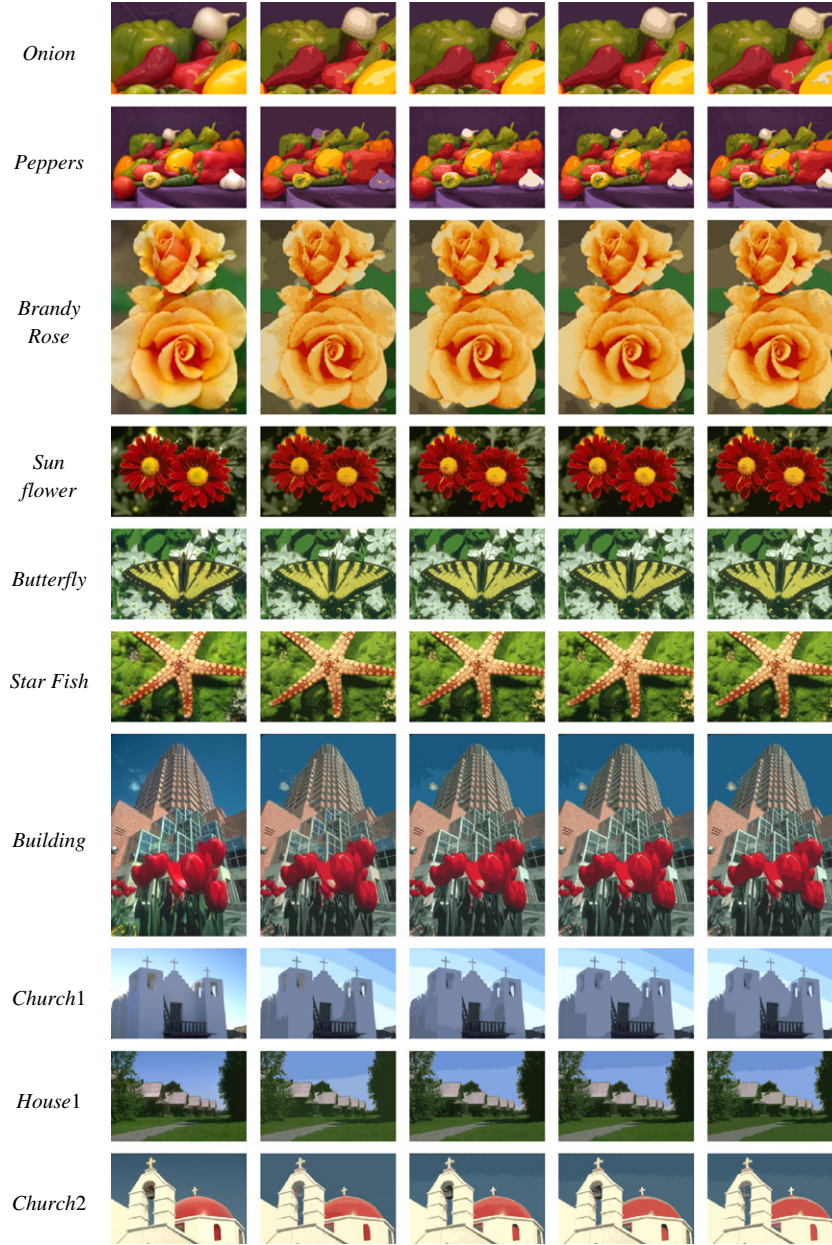 Onion
Peppers
Brandy
Rose
Sun
flower
Butterfly
Star Fish
Building
Church1
House1
Church2